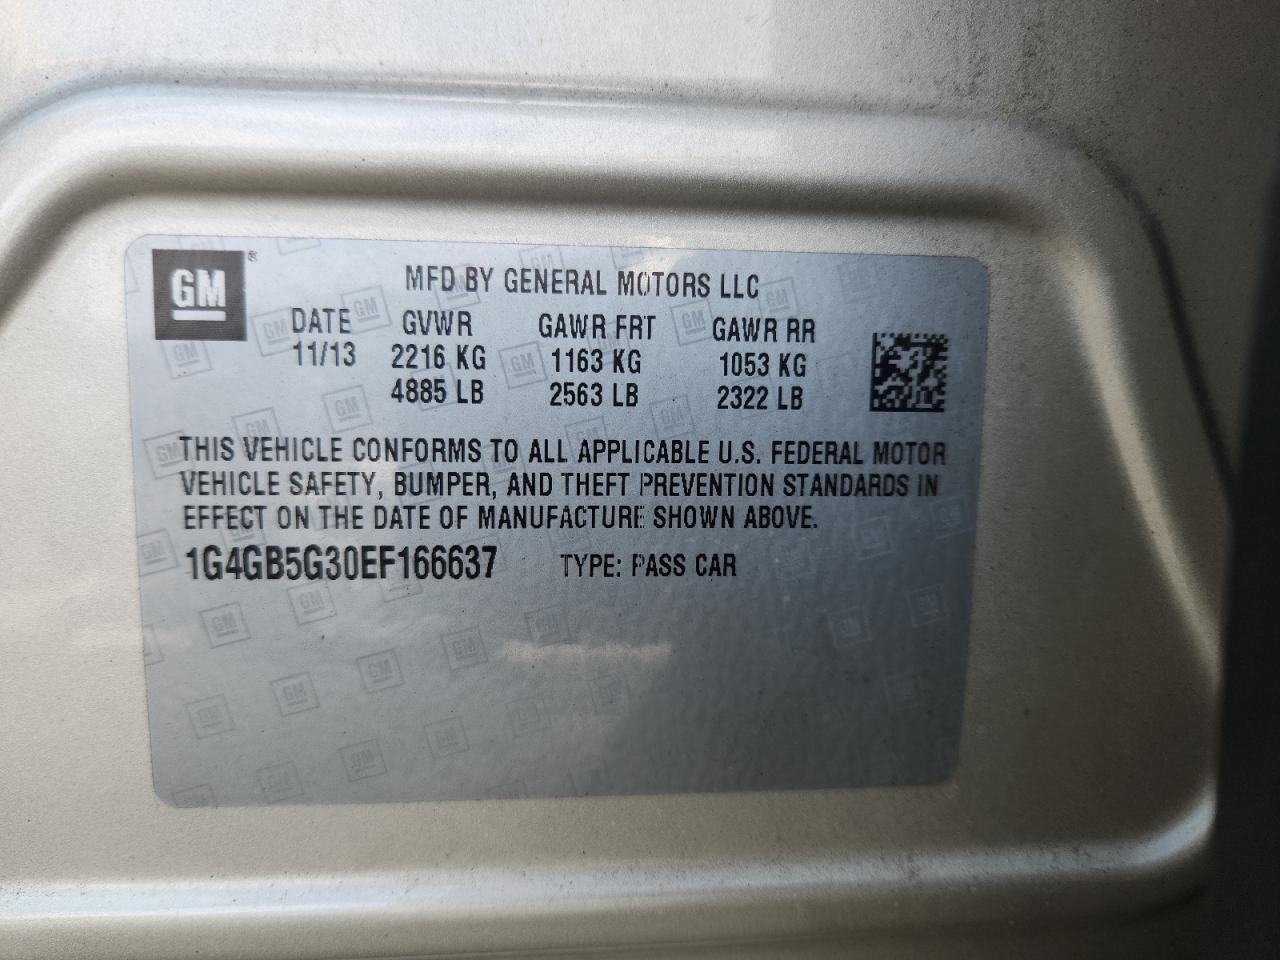 GM®
MFD BY GENERAL MOTORS LLC
DATE GVWR GAWR FRT GAWR RR
11/13 2216 KG 1163 KG 1053 KG
4885 LB 2563 LB 2322 LB
THIS VEHICLE CONFORMS TO ALL APPLICABLE U.S. FEDERAL MOTOR
VEHICLE SAFETY, BUMPER, AND THEFT PREVENTION STANDARDS IN
EFFECT ON THE DATE OF MANUFACTURE SHOWN ABOVE.
1G4GB5G30EF166637 TYPE: PASS CAR